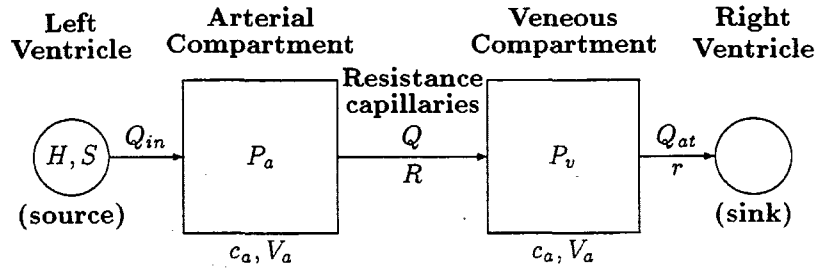 Left
Ventricle
Arterial
Compartment
Veneous
Compartment
Right
Ventricle
Resistance
capillaries
H, S
Q_in
P_a
Q
R
P_v
Q_at
r
(source)
(sink)
c_a, V_a
c_a, V_a